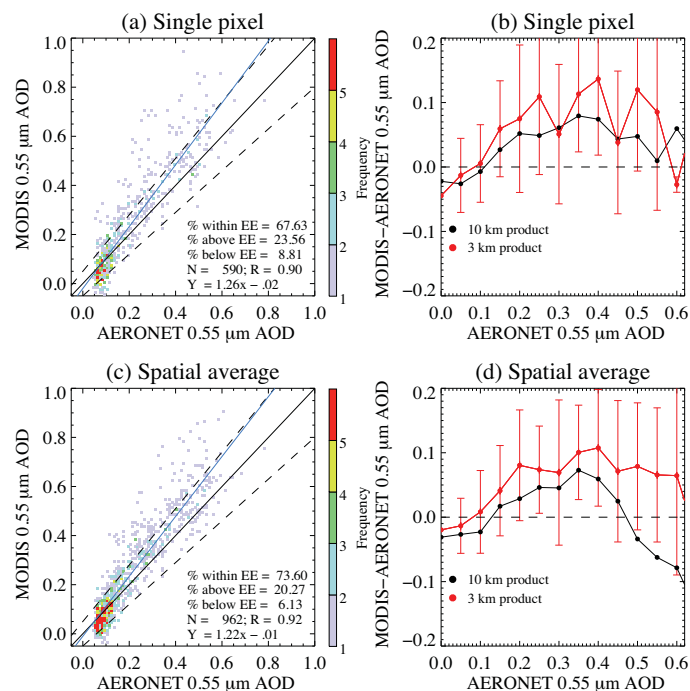 (a) Single pixel
MODIS 0.55 µm AOD
1.0
0.8
0.6
0.4
0.2
0.0
% within EE = 67.63
% above EE = 23.56
% below EE = 8.81
N = 590; R = 0.90
Y = 1.26x − .02
0.0 0.2 0.4 0.6 0.8 1.0
AERONET 0.55 µm AOD
5
4
3
2
1
Frequency
(b) Single pixel
MODIS−AERONET 0.55 µm AOD
0.2
0.1
0.0
−0.1
−0.2
10 km product
3 km product
0.0 0.1 0.2 0.3 0.4 0.5 0.6
AERONET 0.55 µm AOD
(c) Spatial average
MODIS 0.55 µm AOD
1.0
0.8
0.6
0.4
0.2
0.0
% within EE = 73.60
% above EE = 20.27
% below EE = 6.13
N = 962; R = 0.92
Y = 1.22x − .01
0.0 0.2 0.4 0.6 0.8 1.0
AERONET 0.55 µm AOD
5
4
3
2
1
Frequency
(d) Spatial average
MODIS−AERONET 0.55 µm AOD
0.2
0.1
0.0
−0.1
−0.2
10 km product
3 km product
0.0 0.1 0.2 0.3 0.4 0.5 0.6
AERONET 0.55 µm AOD